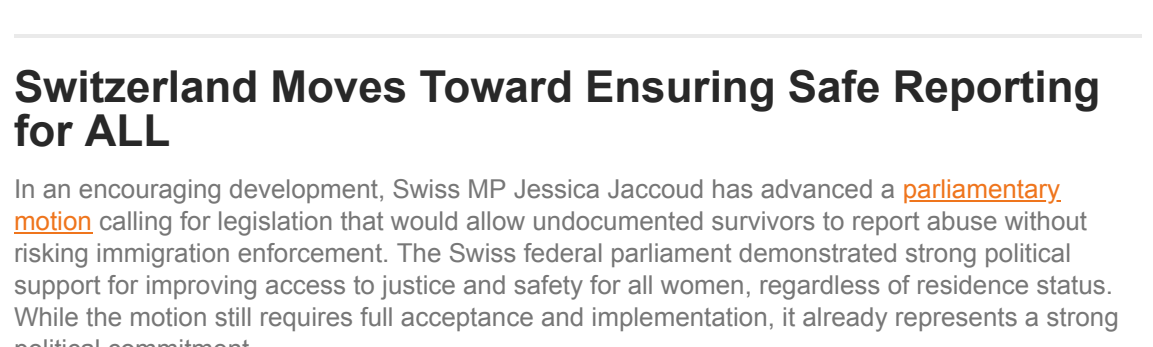 Switzerland Moves Toward Ensuring Safe Reporting
for ALL
In an encouraging development, Swiss MP Jessica Jaccoud has advanced a parliamentary
motion calling for legislation that would allow undocumented survivors to report abuse without
risking immigration enforcement. The Swiss federal parliament demonstrated strong political
support for improving access to justice and safety for all women, regardless of residence status.
While the motion still requires full acceptance and implementation, it already represents a strong
political commitment